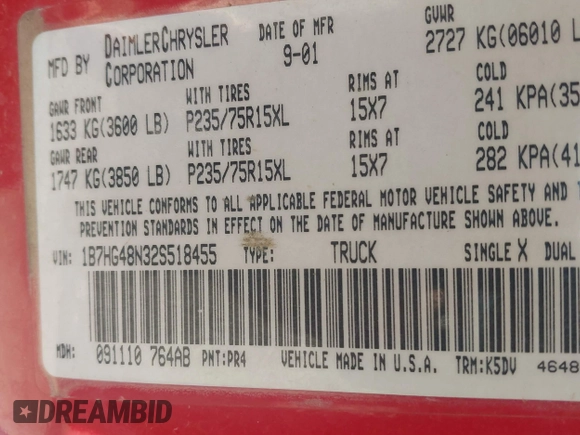 MFD BY DAIMLERCHRYSLER CORPORATION
DATE OF MFR 9-01
GVWR 2727 KG(06010 L
GAWR FRONT WITH TIRES RIMS AT COLD
1633 KG(3600 LB) P235/75R15XL 15X7 241 KPA(35
GAWR REAR WITH TIRES RIMS AT COLD
1747 KG(3850 LB) P235/75R15XL 15X7 282 KPA(41
THIS VEHICLE CONFORMS TO ALL APPLICABLE FEDERAL MOTOR VEHICLE SAFETY AND T
PREVENTION STANDARDS IN EFFECT ON THE DATE OF MANUFACTURE SHOWN ABOVE.
VIN: 1B7HG48N32S518455 TYPE: TRUCK SINGLE X DUAL
MDH: 091110 764AB PNT:PR4 VEHICLE MADE IN U.S.A. TRM:K5DV 4648
DREAMBID